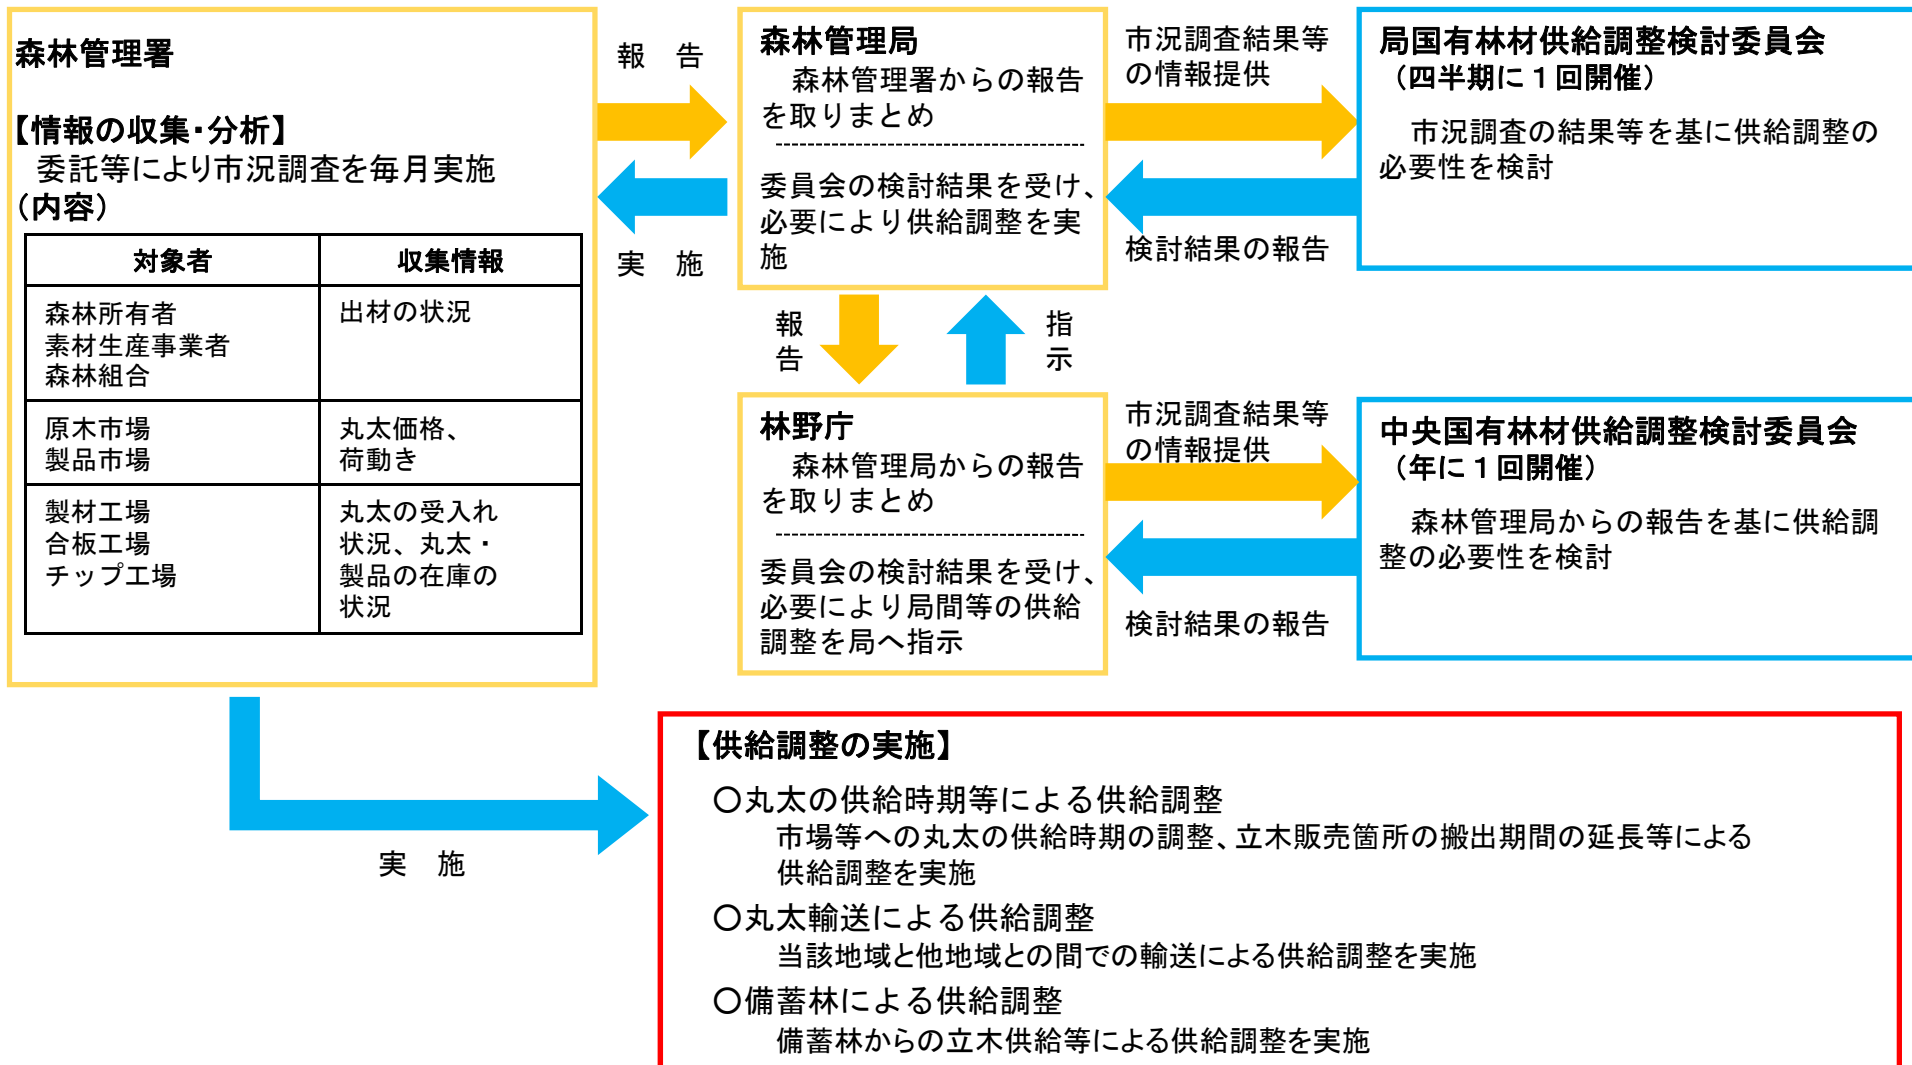 森林管理署
【情報の収集・分析】
委託等により市況調査を毎月実施
（内容）
対象者
収集情報
森林所有者
素材生産事業者
森林組合
出材の状況
原木市場
製品市場
丸太価格、
荷動き
製材工場
合板工場
チップ工場
丸太の受入れ
状況、丸太・
製品の在庫の
状況
報　告
実　施
森林管理局
森林管理署からの報告
を取りまとめ
委員会の検討結果を受け、
必要により供給調整を実
施
市況調査結果等
の情報提供
検討結果の報告
局国有林材供給調整検討委員会
（四半期に１回開催）
市況調査の結果等を基に供給調整の
必要性を検討
報
告
指
示
林野庁
森林管理局からの報告
を取りまとめ
委員会の検討結果を受け、
必要により局間等の供給
調整を局へ指示
市況調査結果等
の情報提供
検討結果の報告
中央国有林材供給調整検討委員会
（年に１回開催）
森林管理局からの報告を基に供給調
整の必要性を検討
実　施
【供給調整の実施】
〇丸太の供給時期等による供給調整
市場等への丸太の供給時期の調整、立木販売箇所の搬出期間の延長等による
供給調整を実施
〇丸太輸送による供給調整
当該地域と他地域との間での輸送による供給調整を実施
〇備蓄林による供給調整
備蓄林からの立木供給等による供給調整を実施